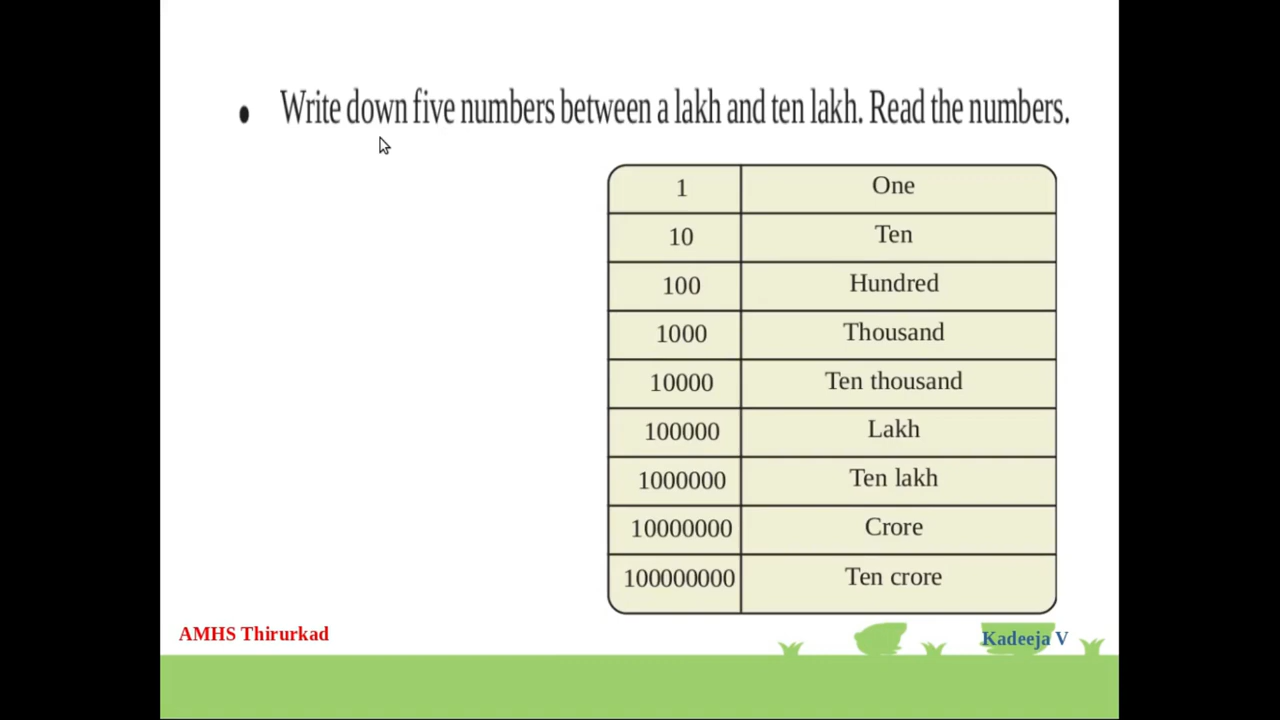 • Write down five numbers between a lakh and ten lakh. Read the numbers.
1 One
10 Ten
100 Hundred
1000 Thousand
10000 Ten thousand
100000 Lakh
1000000 Ten lakh
10000000 Crore
100000000 Ten crore
AMHS Thirurkad
Kadeeja V